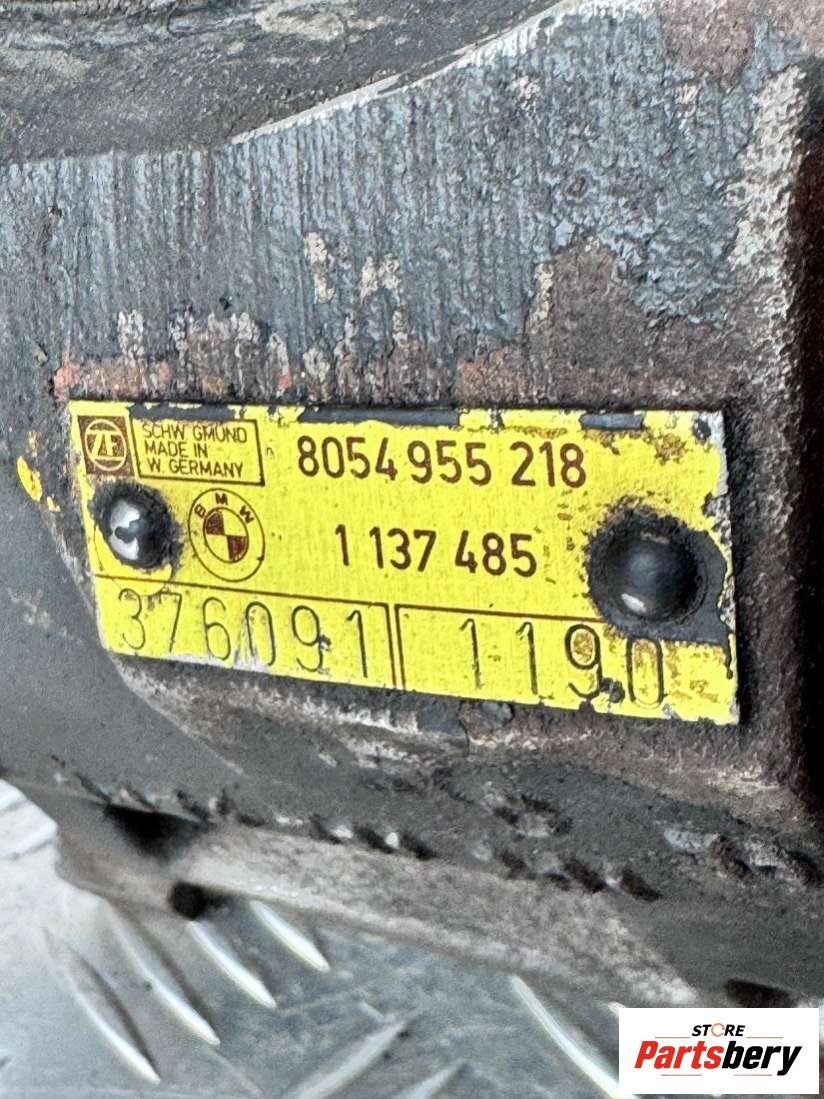 ZF
SCHW. GMÜND
MADE IN
W. GERMANY
8054 955 218
BMW
1 137 485
376091 1190
STORE
Partsbery